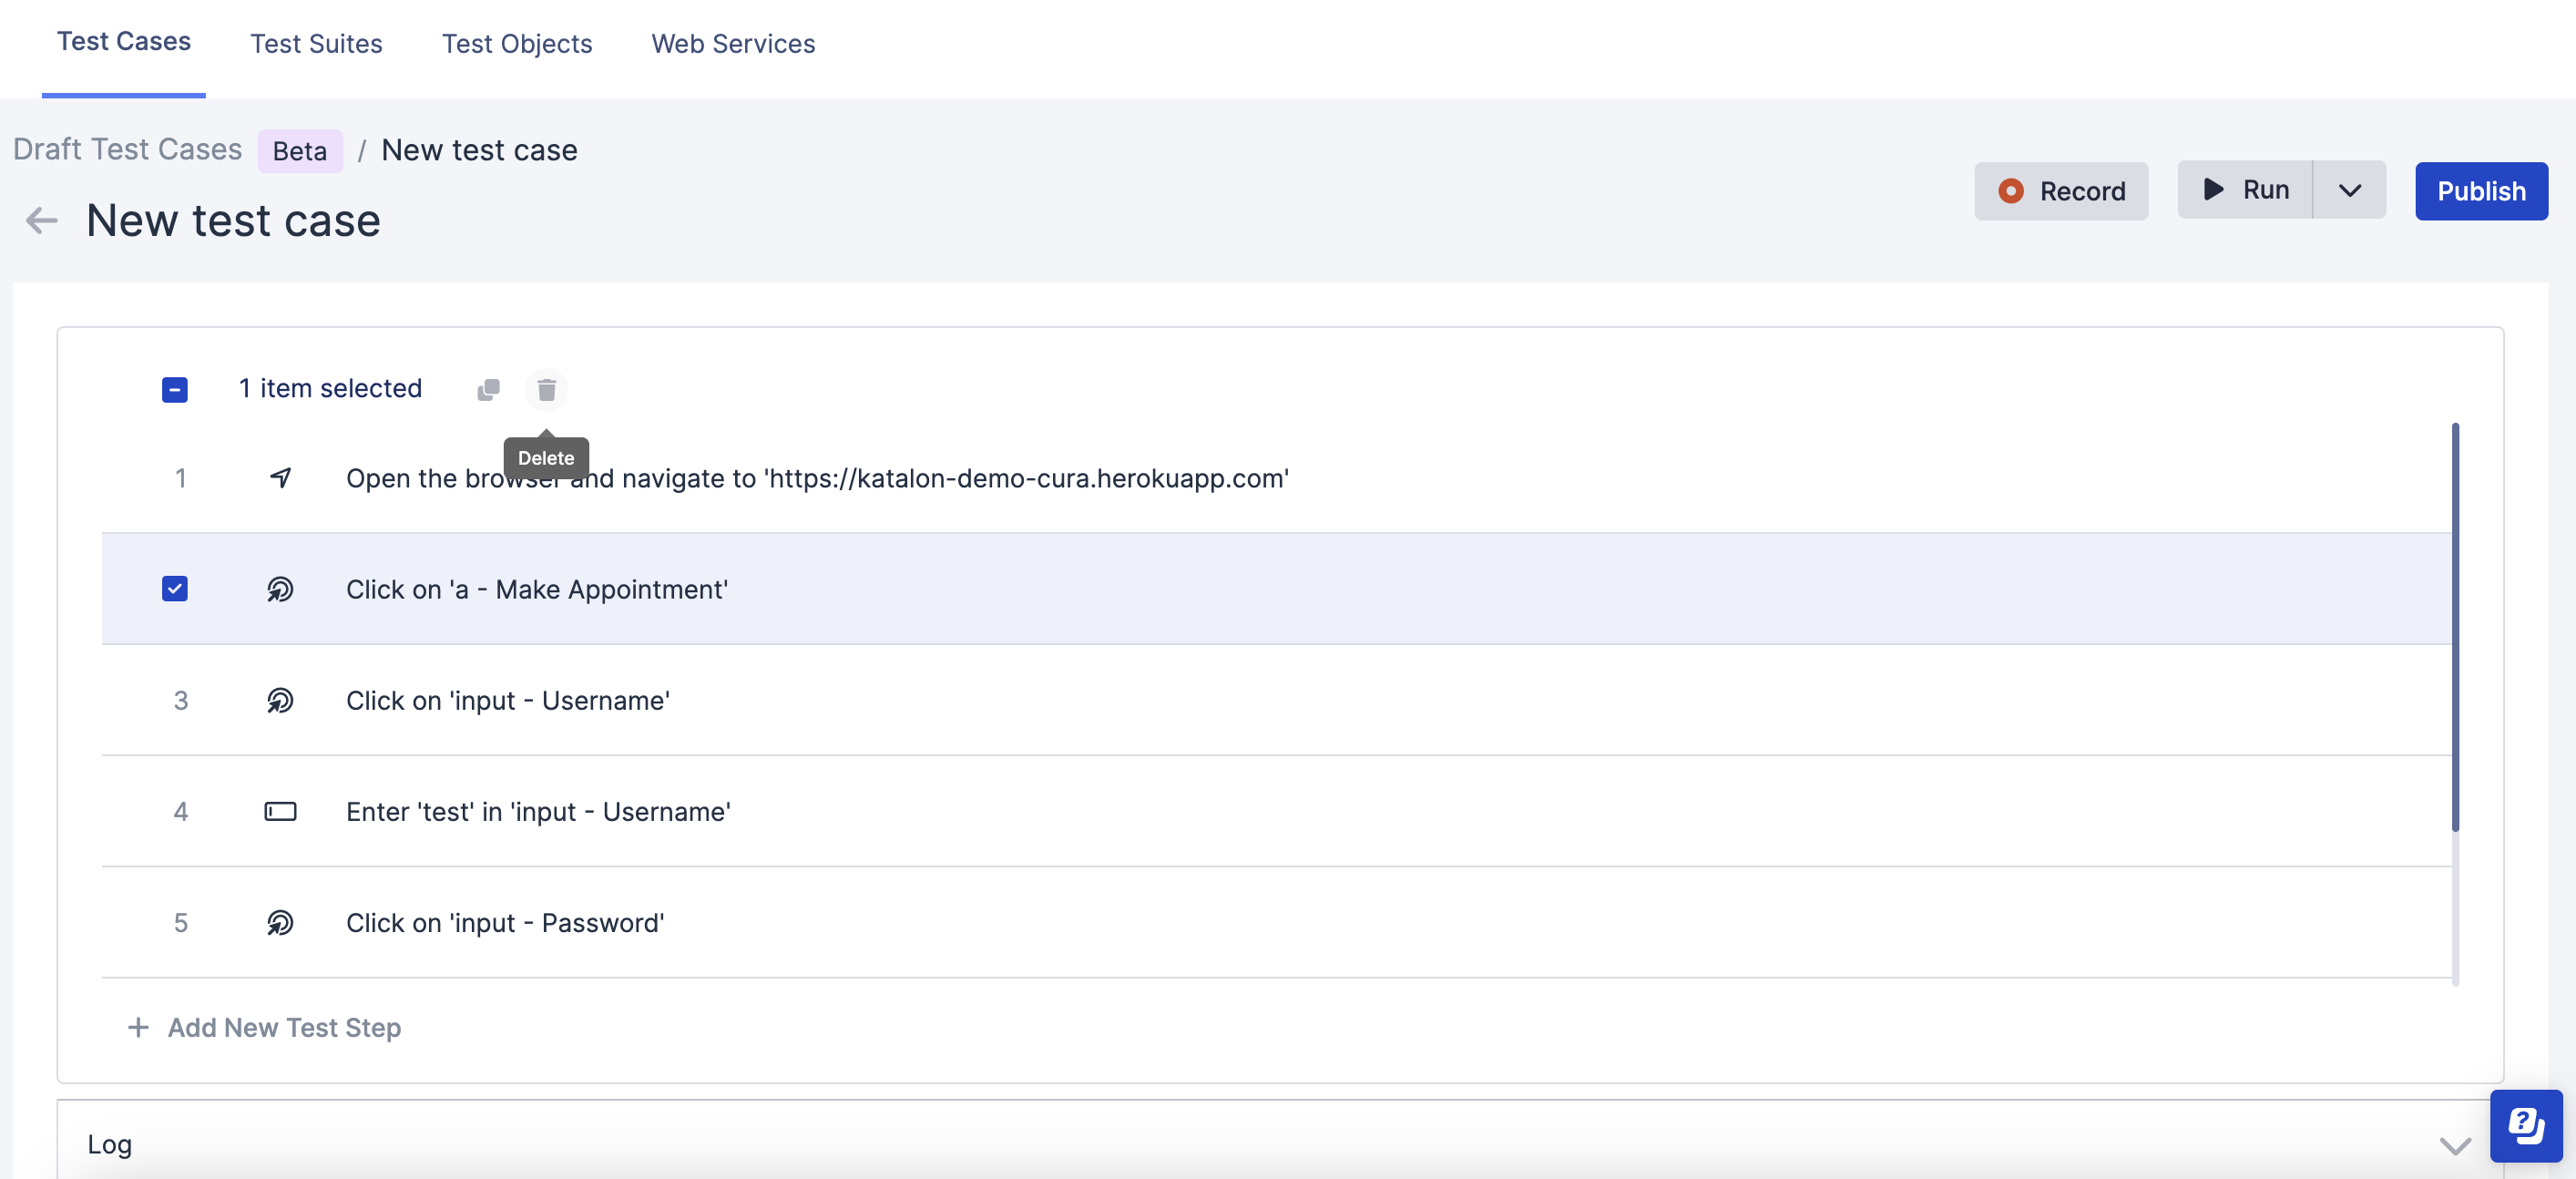 Test Cases Test Suites Test Objects Web Services
Draft Test Cases Beta / New test case
New test case
Record Run Publish
1 item selected
Delete
1 Open the browser and navigate to 'https://katalon-demo-cura.herokuapp.com'
Click on 'a - Make Appointment'
3 Click on 'input - Username'
4 Enter 'test' in 'input - Username'
5 Click on 'input - Password'
+ Add New Test Step
Log
?